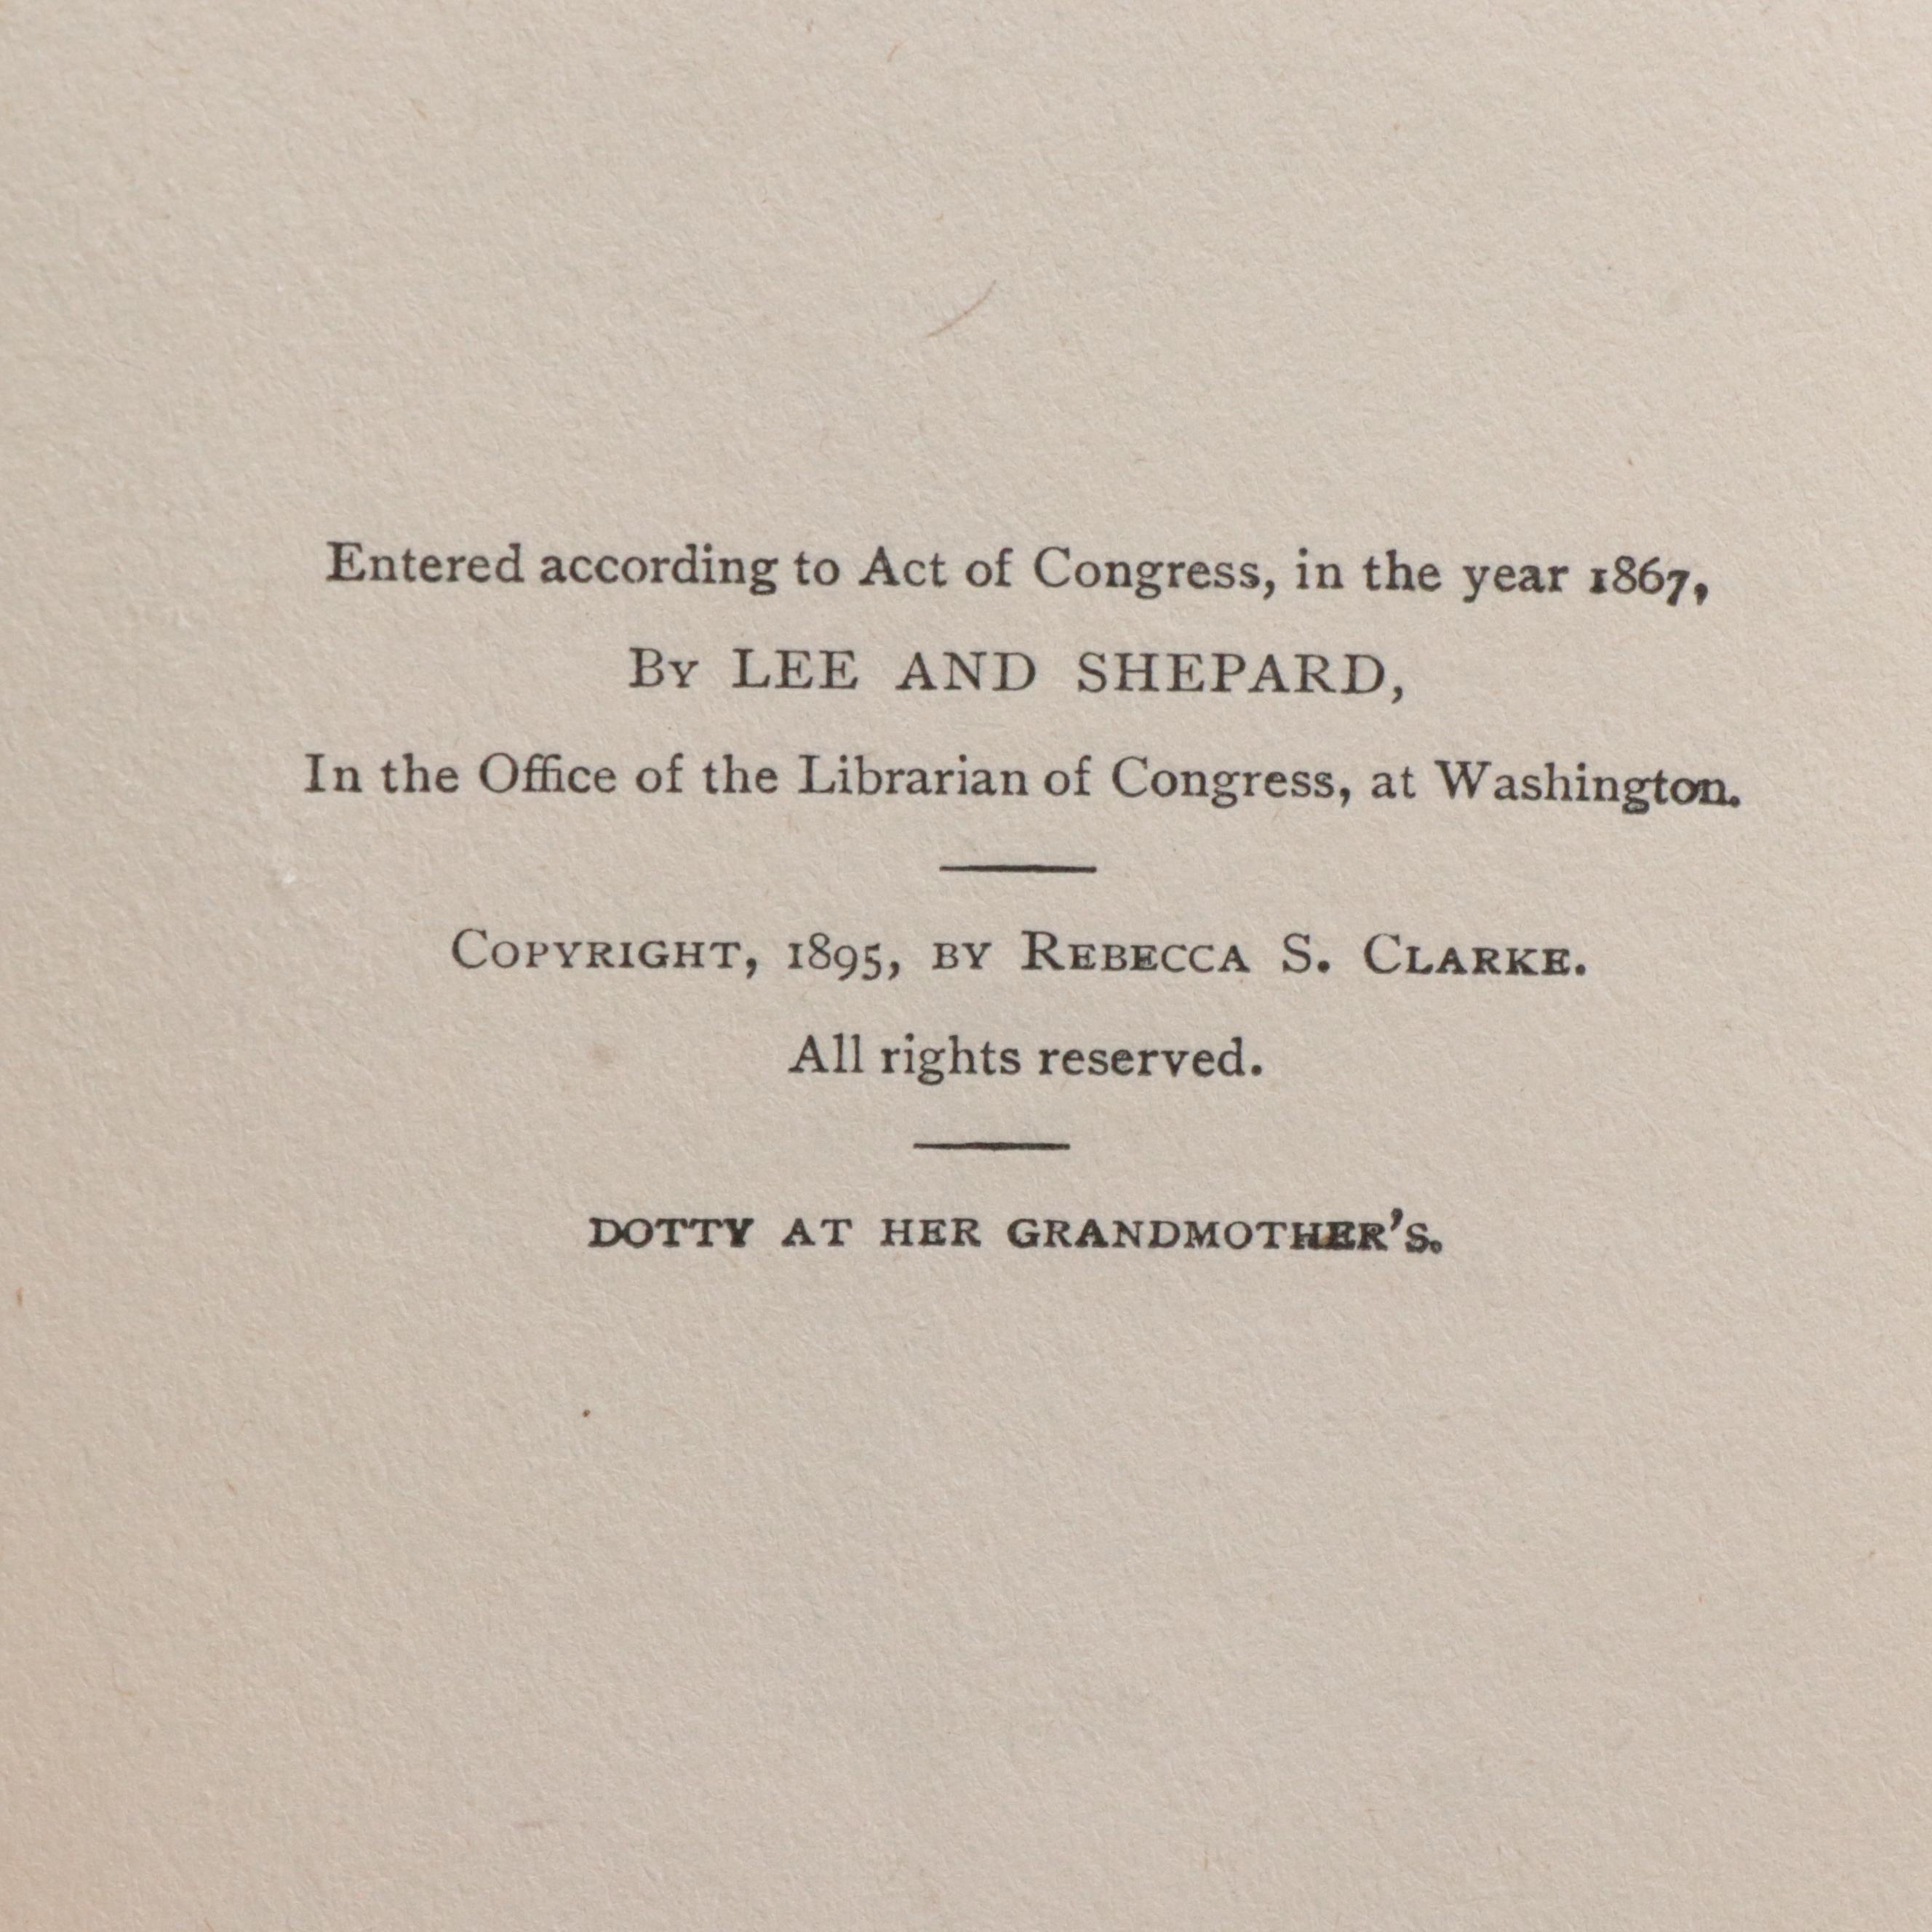 Entered according to Act of Congress, in the year 1867,
By LEE AND SHEPARD,
In the Office of the Librarian of Congress, at Washington.
Copyright, 1895, by Rebecca S. Clarke.
All rights reserved.
DOTTY AT HER GRANDMOTHER'S.